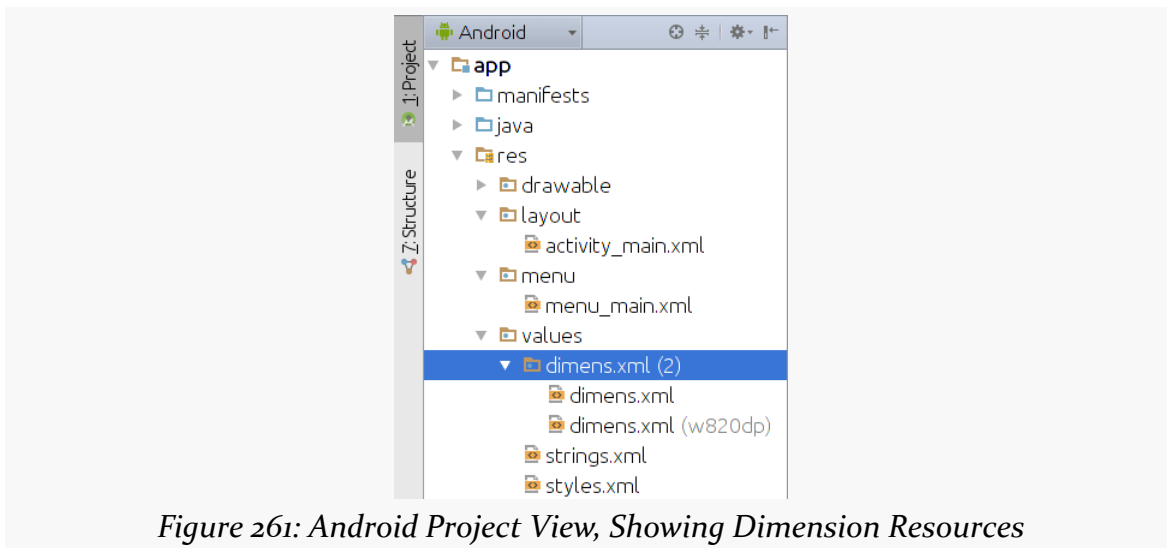 Android
1: Project
7: Structure
app
manifests
java
res
drawable
layout
activity_main.xml
menu
menu_main.xml
values
dimens.xml (2)
dimens.xml
dimens.xml (w820dp)
strings.xml
styles.xml
Figure 261: Android Project View, Showing Dimension Resources